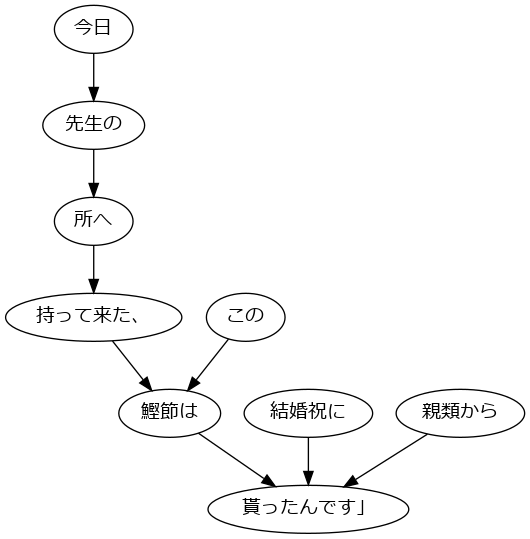 今日
先生の
所へ
持って来た、
この
鰹節は
結婚祝に
親類から
貰ったんです」